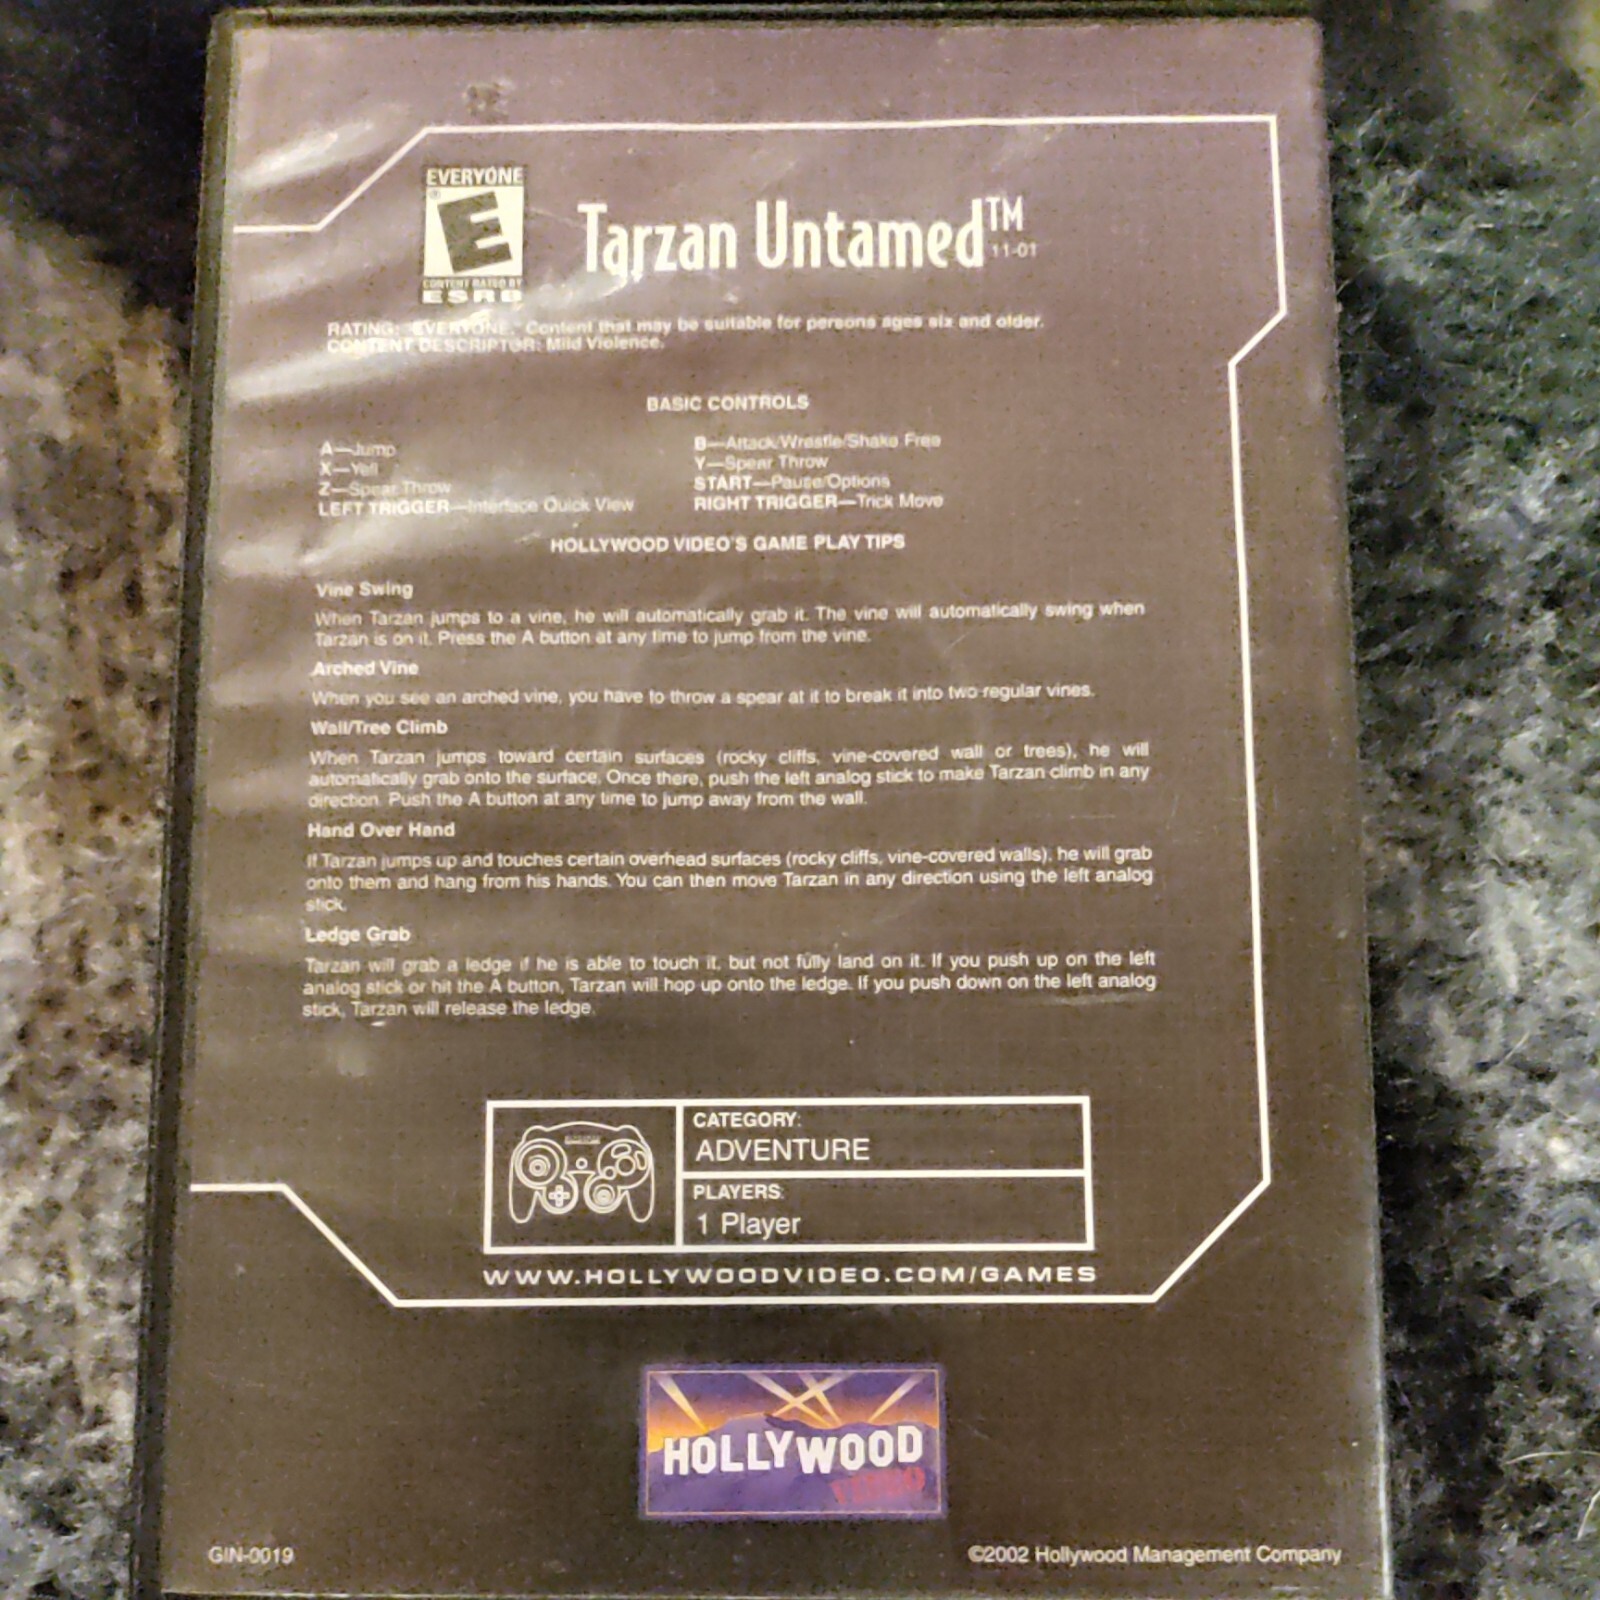 EVERYONE
E
CONTENT RATED BY
ESRB
Tarzan Untamed™
11-01
RATING: "EVERYONE." Content that may be suitable for persons ages six and older.
CONTENT DESCRIPTOR: Mild Violence.
BASIC CONTROLS
A—Jump
B—Attack/Wrestle/Shake Free
X—Yell
Y—Spear Throw
Z—Spear Throw
START—Pause/Options
LEFT TRIGGER—Interface Quick View
RIGHT TRIGGER—Trick Move
HOLLYWOOD VIDEO'S GAME PLAY TIPS
Vine Swing
When Tarzan jumps to a vine, he will automatically grab it. The vine will automatically swing when
Tarzan is on it. Press the A button at any time to jump from the vine.
Arched Vine
When you see an arched vine, you have to throw a spear at it to break it into two regular vines.
Wall/Tree Climb
When Tarzan jumps toward certain surfaces (rocky cliffs, vine-covered wall or trees), he will
automatically grab onto the surface. Once there, push the left analog stick to make Tarzan climb in any
direction. Push the A button at any time to jump away from the wall.
Hand Over Hand
If Tarzan jumps up and touches certain overhead surfaces (rocky cliffs, vine-covered walls), he will grab
onto them and hang from his hands. You can then move Tarzan in any direction using the left analog
stick.
Ledge Grab
Tarzan will grab a ledge if he is able to touch it, but not fully land on it. If you push up on the left
analog stick or hit the A button, Tarzan will hop up onto the ledge. If you push down on the left analog
stick, Tarzan will release the ledge.
CATEGORY:
ADVENTURE
PLAYERS:
1 Player
WWW.HOLLYWOODVIDEO.COM/GAMES
HOLLYWOOD
VIDEO
GIN-0019
©2002 Hollywood Management Company